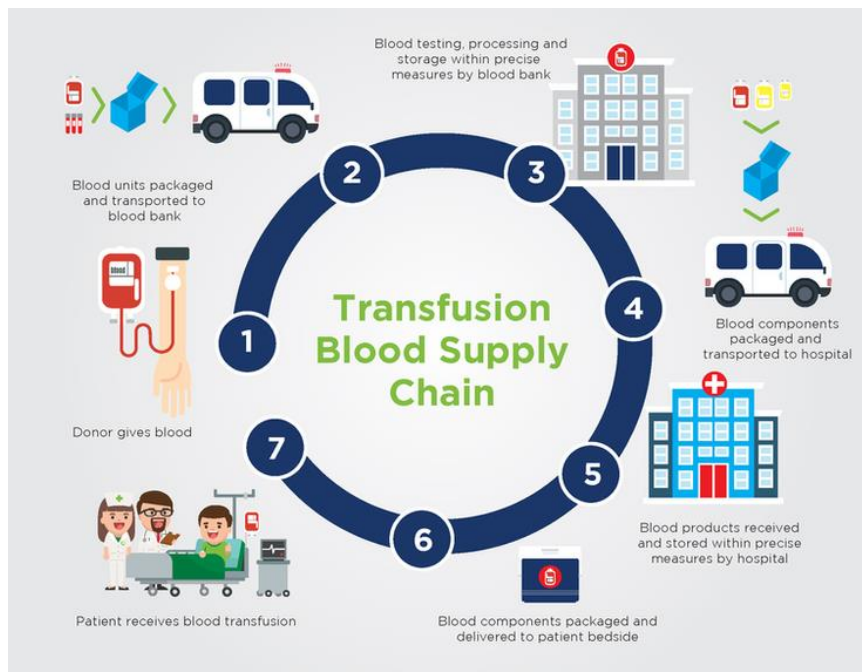 Transfusion
Blood Supply
Chain
1
Donor gives blood
blood
2
Blood units packaged
and transported to
blood bank
3
Blood testing, processing and
storage within precise
measures by blood bank
4
Blood components
packaged and
transported to hospital
5
Blood products received
and stored within precise
measures by hospital
6
Blood components packaged and
delivered to patient bedside
7
Patient receives blood transfusion